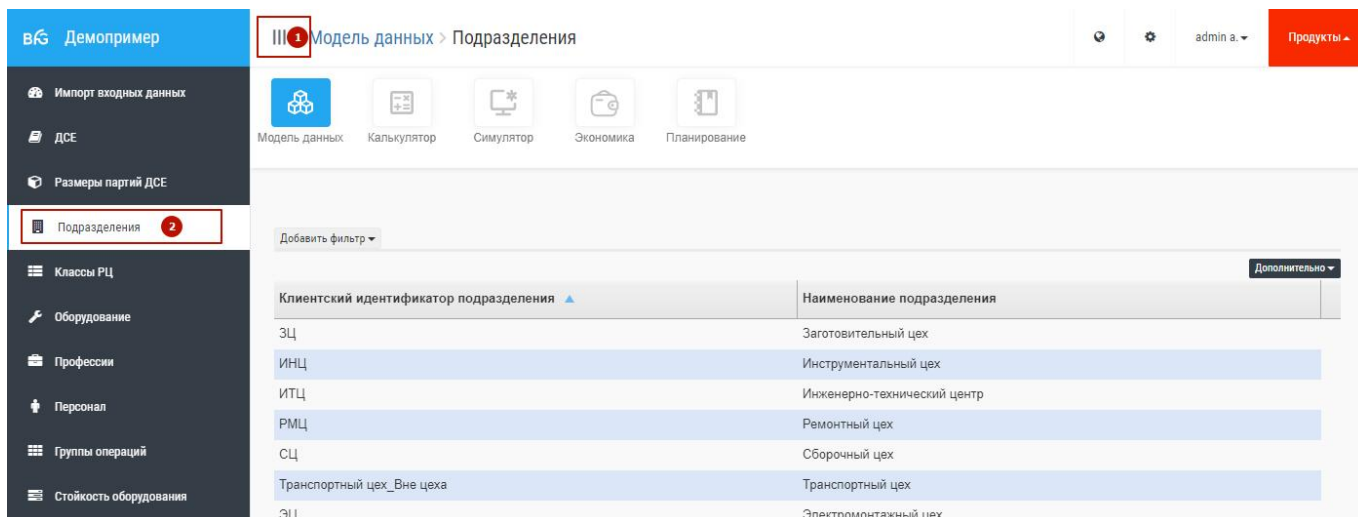 BFG Демопример
1 Модель данных > Подразделения
admin a.
Продукты
Импорт входных данных
ДСЕ
Размеры партий ДСЕ
Подразделения 2
Классы РЦ
Оборудование
Профессии
Персонал
Группы операций
Стойкость оборудования
Модель данных
Калькулятор
Симулятор
Экономика
Планирование
Добавить фильтр
Дополнительно
Клиентский идентификатор подразделения Наименование подразделения
ЗЦ Заготовительный цех
ИНЦ Инструментальный цех
ИТЦ Инженерно-технический центр
РМЦ Ремонтный цех
СЦ Сборочный цех
Транспортный цех_Вне цеха Транспортный цех
ЭЦ Электромонтажный цех